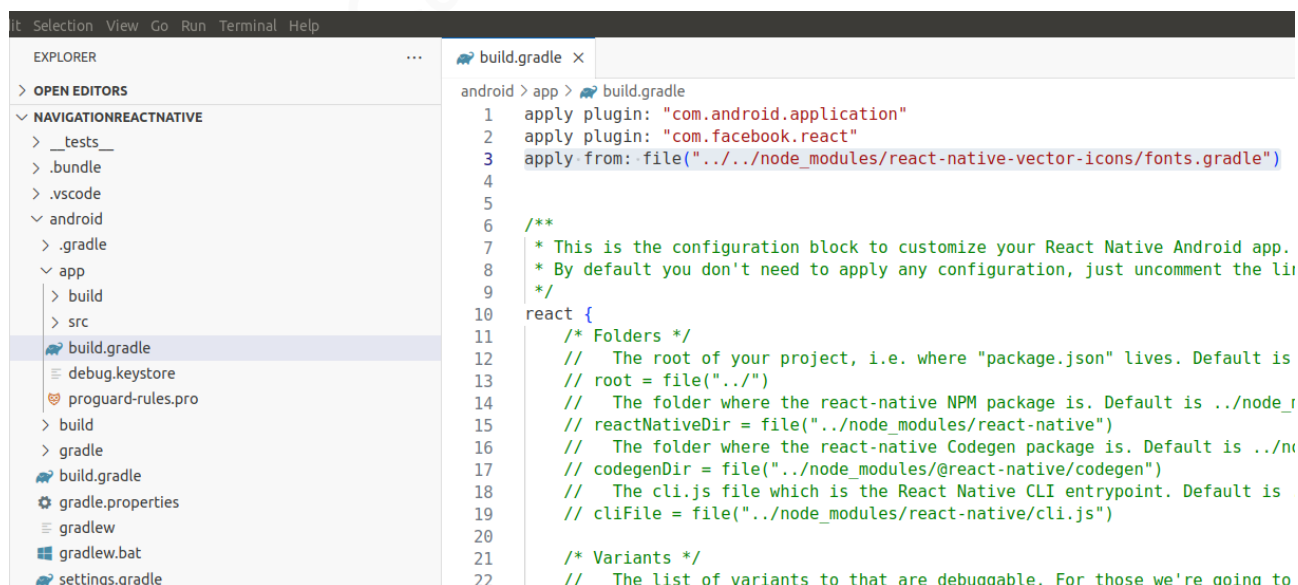 it Selection View Go Run Terminal Help
EXPLORER ...
OPEN EDITORS
NAVIGATIONREACTNATIVE
__tests__
.bundle
.vscode
android
.gradle
app
build
src
build.gradle
debug.keystore
proguard-rules.pro
build
gradle
build.gradle
gradle.properties
gradlew
gradlew.bat
settings.gradle
build.gradle ×
android > app > build.gradle
1 apply plugin: "com.android.application"
2 apply plugin: "com.facebook.react"
3 apply from: file("../../node_modules/react-native-vector-icons/fonts.gradle")
4
5
6 /**
7 * This is the configuration block to customize your React Native Android app.
8 * By default you don't need to apply any configuration, just uncomment the li
9 */
10 react {
11 /* Folders */
12 // The root of your project, i.e. where "package.json" lives. Default is
13 // root = file("../")
14 // The folder where the react-native NPM package is. Default is ../node_
15 // reactNativeDir = file("../node_modules/react-native")
16 // The folder where the react-native Codegen package is. Default is ../no
17 // codegenDir = file("../node_modules/@react-native/codegen")
18 // The cli.js file which is the React Native CLI entrypoint. Default is
19 // cliFile = file("../node_modules/react-native/cli.js")
20
21 /* Variants */
22 // The list of variants to that are debuggable. For those we're going to